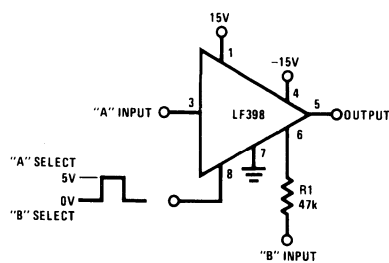 15V
1
-15V
4
"A" INPUT
3
LF398
5
OUTPUT
6
7
8
"A" SELECT
5V
0V
"B" SELECT
R1
47k
"B" INPUT